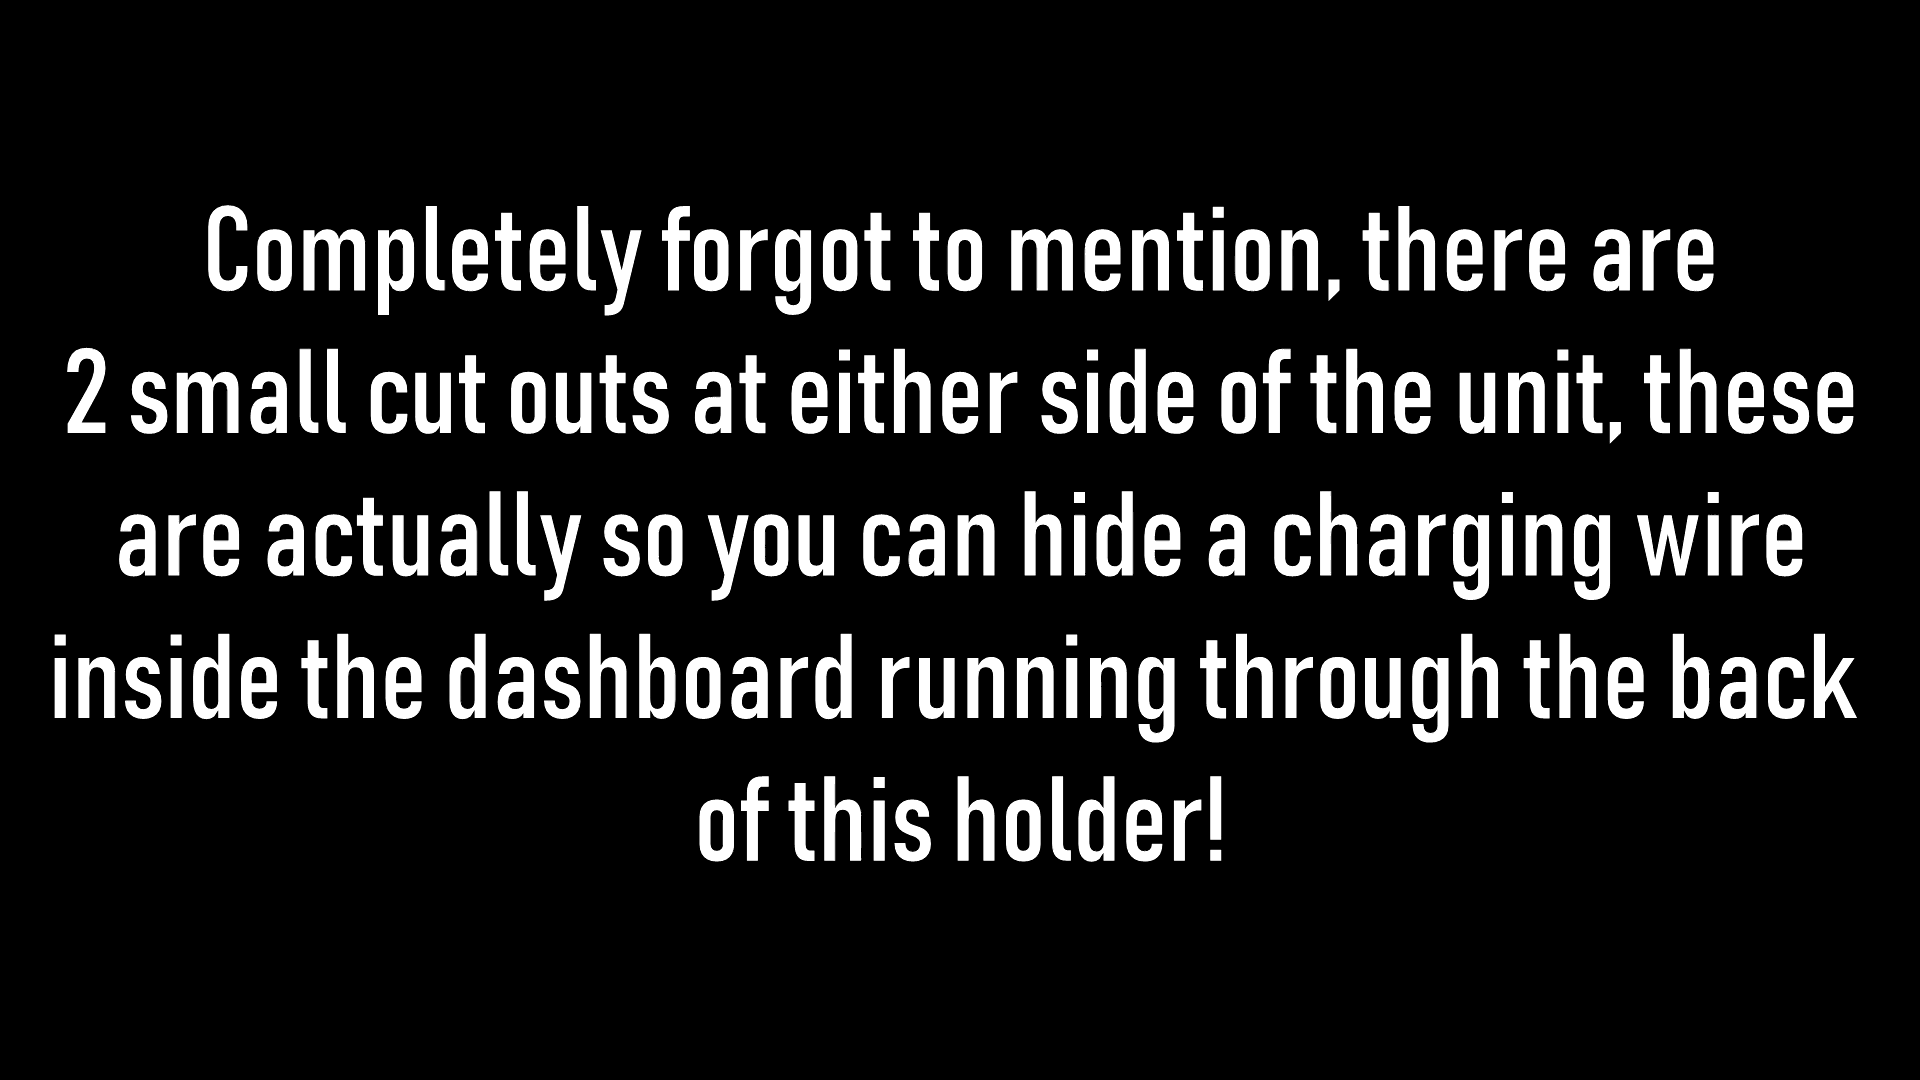 Completely forgot to mention, there are
2 small cut outs at either side of the unit, these
are actually so you can hide a charging wire
inside the dashboard running through the back
of this holder!